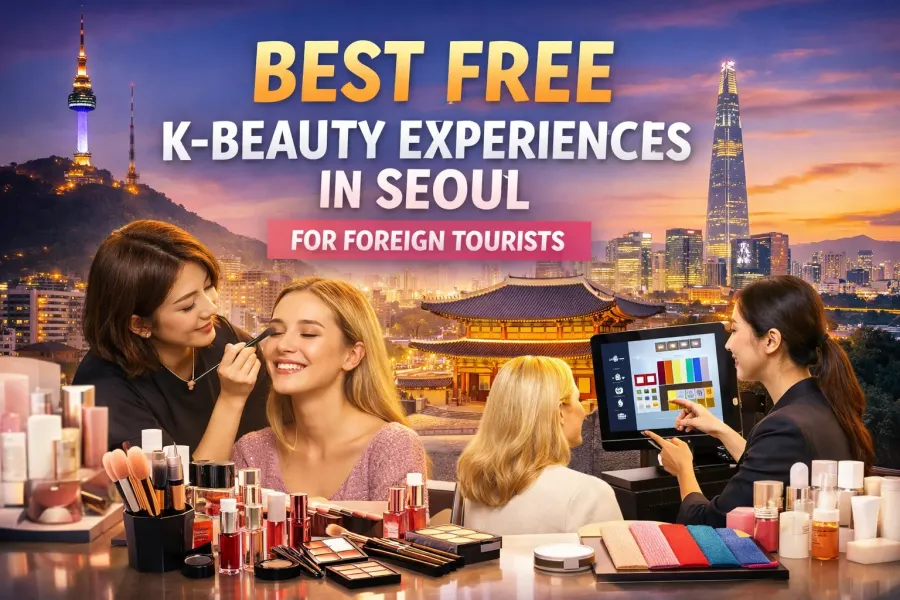 BEST FREE
K-BEAUTY EXPERIENCES
IN SEOUL
FOR FOREIGN TOURISTS